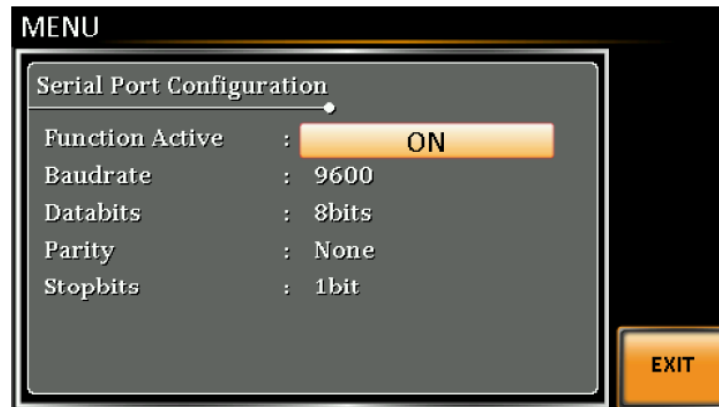 MENU
Serial Port Configuration
Function Active : ON
Baudrate : 9600
Databits : 8bits
Parity : None
Stopbits : 1bit
EXIT